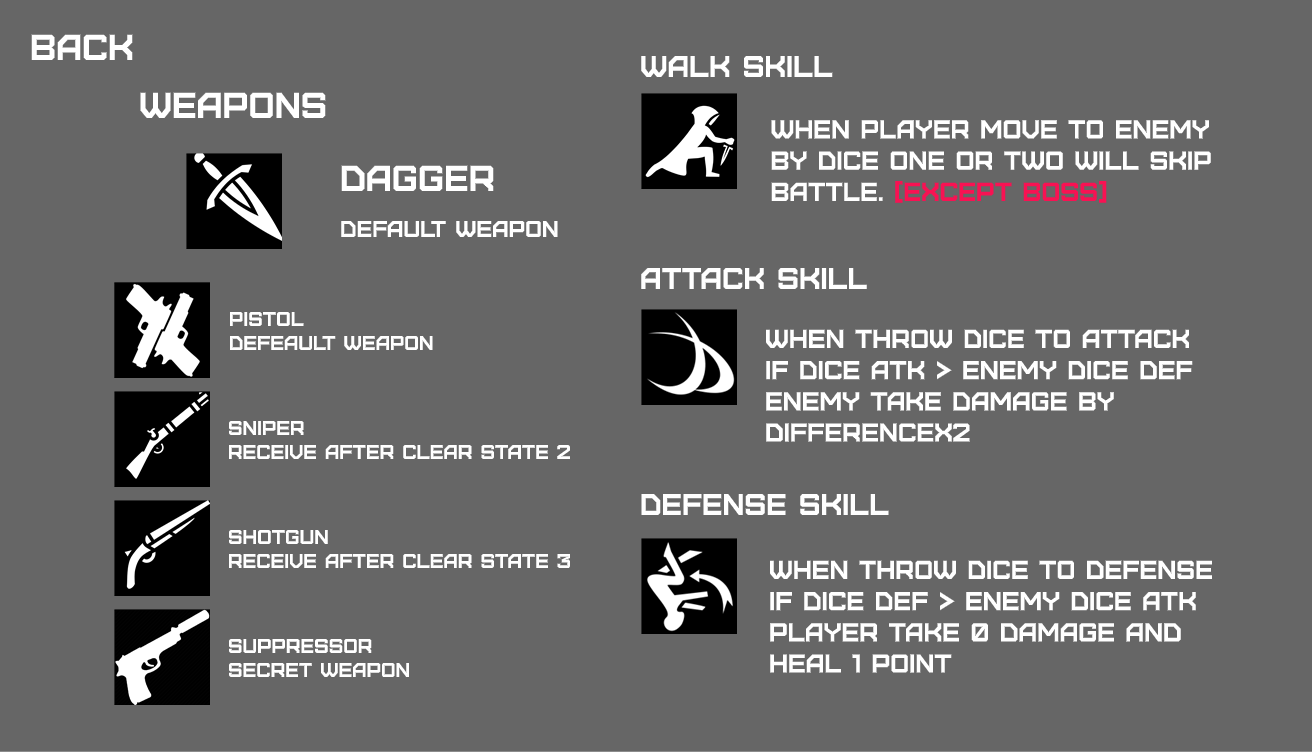 BACK
WEAPONS
DAGGER
DEFAULT WEAPON
PISTOL
DEFEAULT WEAPON
SNIPER
RECEIVE AFTER CLEAR STATE 2
SHOTGUN
RECEIVE AFTER CLEAR STATE 3
SUPPRESSOR
SECRET WEAPON
WALK SKILL
WHEN PLAYER MOVE TO ENEMY
BY DICE ONE OR TWO WILL SKIP
BATTLE. [EXCEPT BOSS]
ATTACK SKILL
WHEN THROW DICE TO ATTACK
IF DICE ATK > ENEMY DICE DEF
ENEMY TAKE DAMAGE BY
DIFFERENCEX2
DEFENSE SKILL
WHEN THROW DICE TO DEFENSE
IF DICE DEF > ENEMY DICE ATK
PLAYER TAKE 0 DAMAGE AND
HEAL 1 POINT